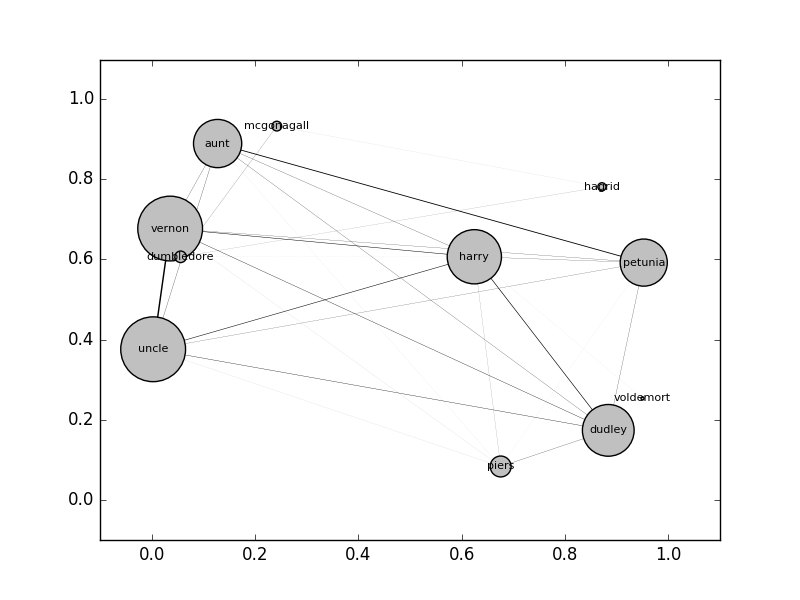 1.0
mcgonagall
aunt
0.8
hagrid
vernon
0.6
dumbledore
harry
petunia
0.4
uncle
voldemort
0.2
dudley
piers
0.0
0.0 0.2 0.4 0.6 0.8 1.0